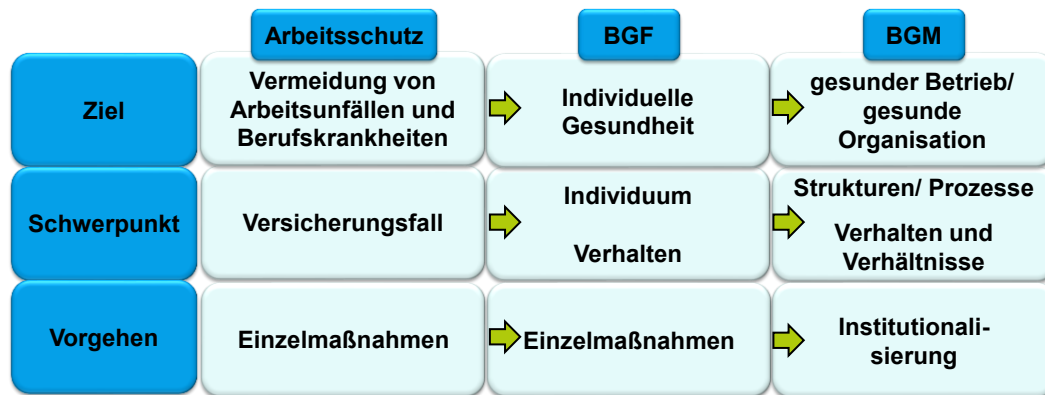 Arbeitsschutz
BGF
BGM
Ziel
Vermeidung von
Arbeitsunfällen und
Berufskrankheiten
Individuelle
Gesundheit
gesunder Betrieb/
gesunde
Organisation
Schwerpunkt
Versicherungsfall
Individuum
Verhalten
Strukturen/ Prozesse
Verhalten und
Verhältnisse
Vorgehen
Einzelmaßnahmen
Einzelmaßnahmen
Institutionali-
sierung